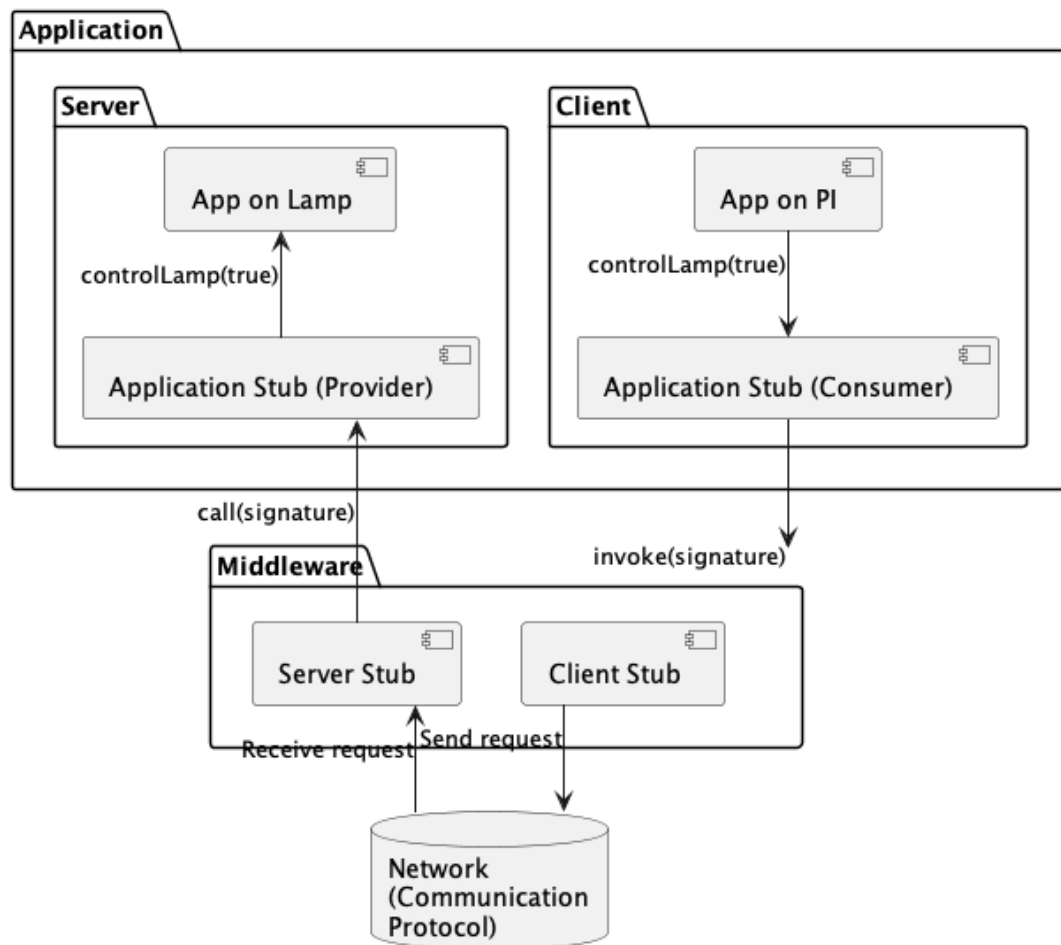 Application
Server
Client
App on Lamp
App on PI
controlLamp(true)
controlLamp(true)
Application Stub (Provider)
Application Stub (Consumer)
call(signature)
invoke(signature)
Middleware
Server Stub
Client Stub
Receive request
Send request
Network
(Communication
Protocol)